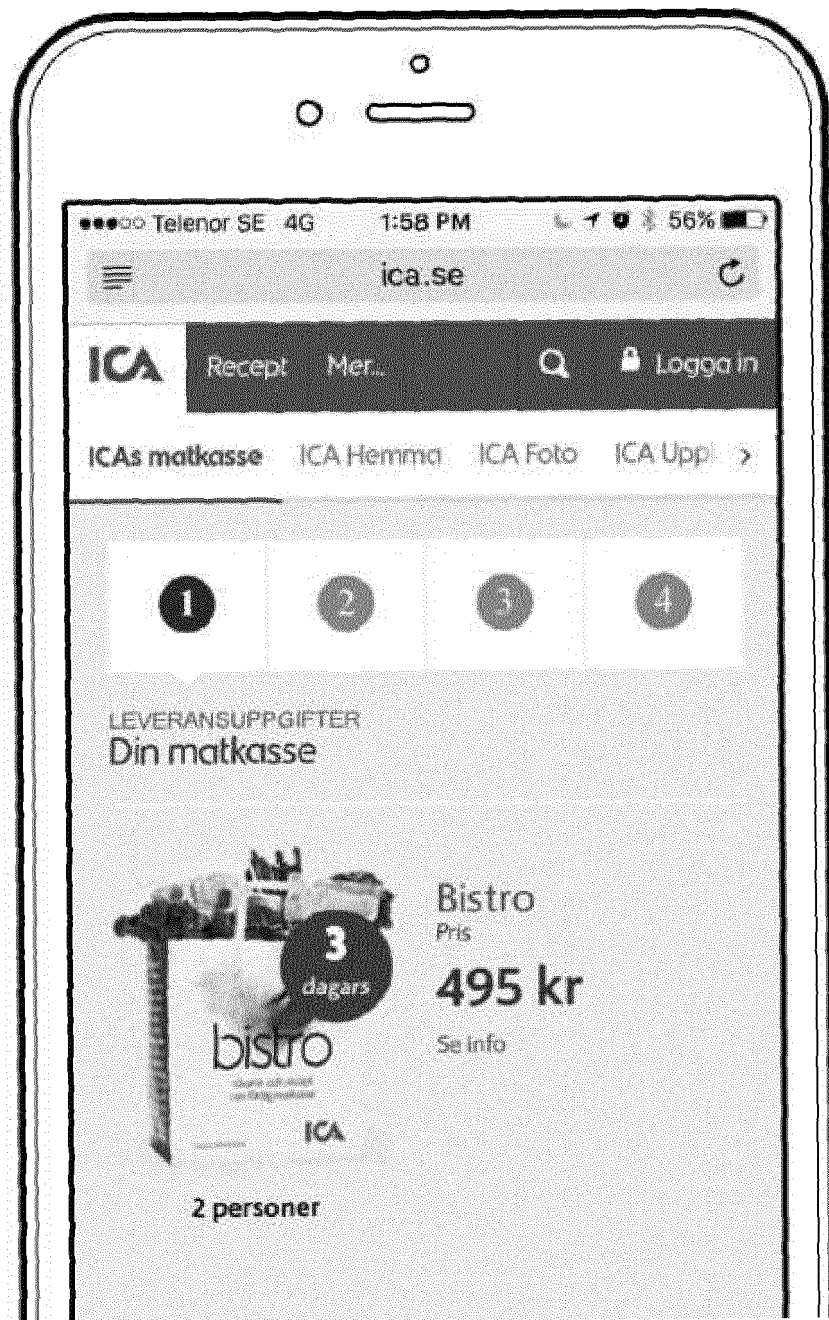 Telenor SE 4G 1:58 PM 56%
ica.se
ICA Recept Mer... Logga in
ICAs matkasse ICA Hemma ICA Foto ICA Uppl
1 2 3 4
LEVERANSUPPGIFTER
Din matkasse
3
dagars
bistro
ICA
Bistro
Pris
495 kr
Se info
2 personer